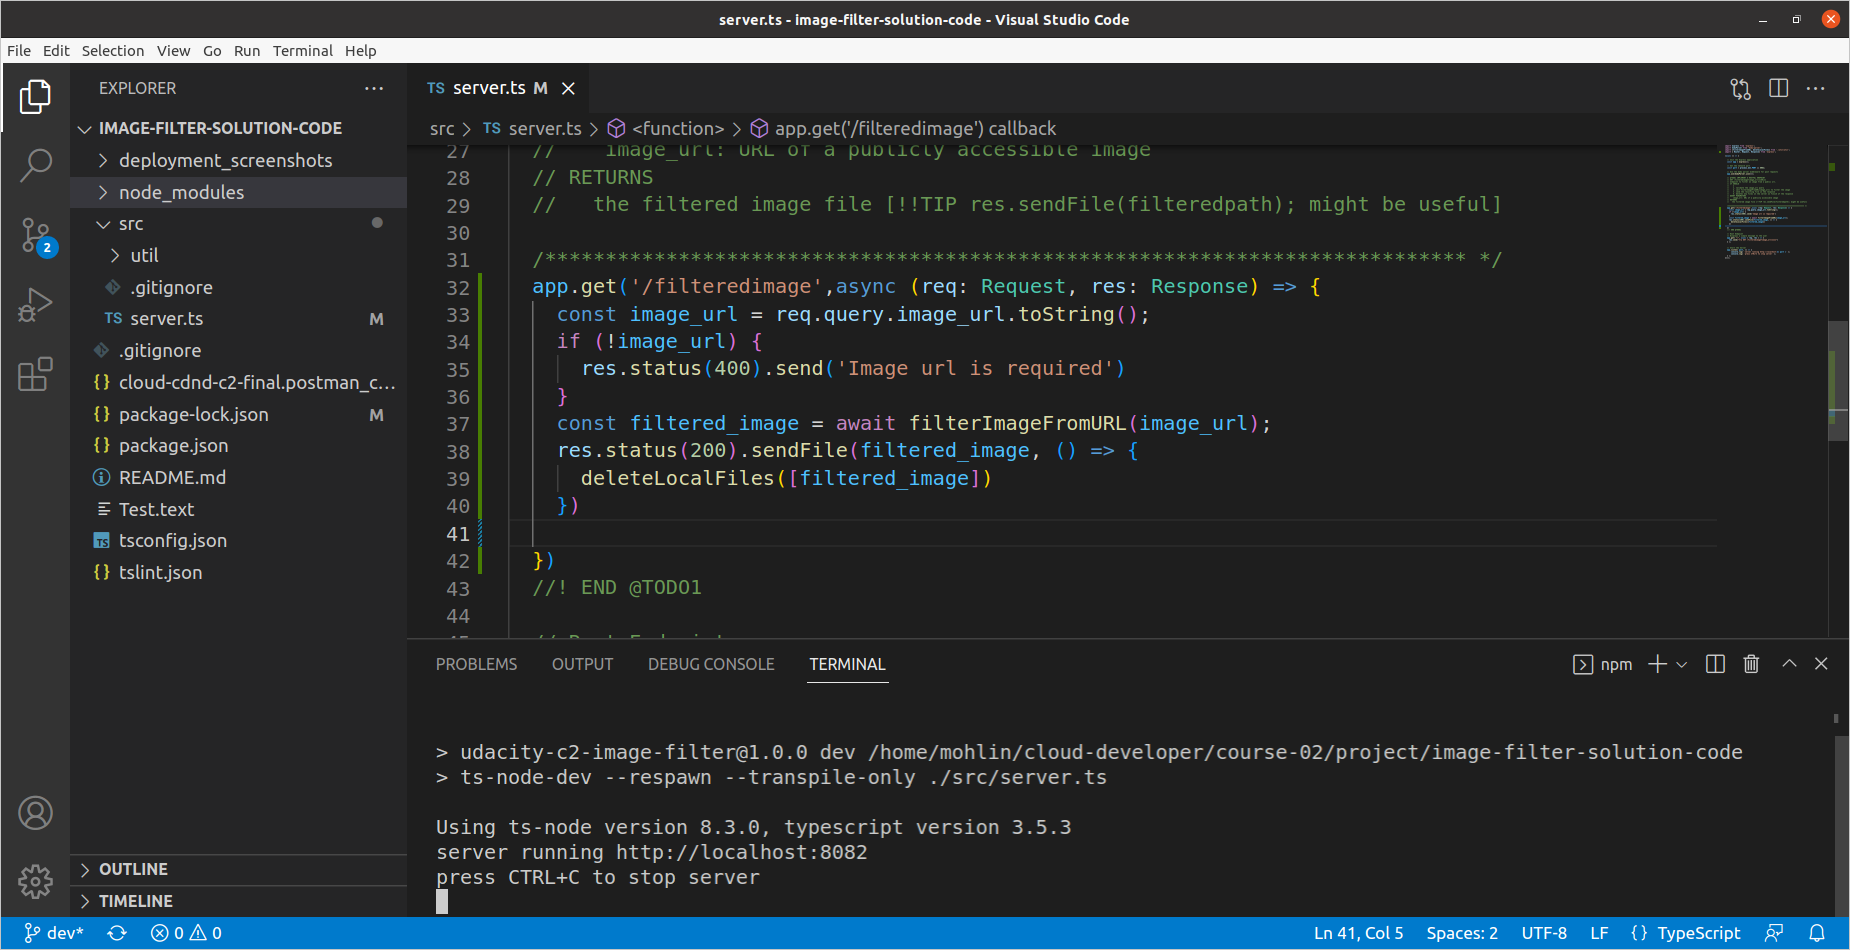 server.ts - image-filter-solution-code - Visual Studio Code
File Edit Selection View Go Run Terminal Help
EXPLORER
IMAGE-FILTER-SOLUTION-CODE
deployment_screenshots
node_modules
src
util
.gitignore
TS server.ts M
.gitignore
{} cloud-cdnd-c2-final.postman_c...
{} package-lock.json M
{} package.json
README.md
Test.text
TS tsconfig.json
{} tslint.json
OUTLINE
TIMELINE
2
TS server.ts M
src > TS server.ts > <function> > app.get('/filteredimage') callback
27 //    image_url: URL of a publicly accessible image
28 // RETURNS
29 //   the filtered image file [!!TIP res.sendFile(filteredpath); might be useful]
30
31 /**************************************************************************** */
32 app.get('/filteredimage',async (req: Request, res: Response) => {
33   const image_url = req.query.image_url.toString();
34   if (!image_url) {
35     res.status(400).send('Image url is required')
36   }
37   const filtered_image = await filterImageFromURL(image_url);
38   res.status(200).sendFile(filtered_image, () => {
39     deleteLocalFiles([filtered_image])
40   })
41
42 })
43 //! END @TODO1
44
PROBLEMS OUTPUT DEBUG CONSOLE TERMINAL npm
> udacity-c2-image-filter@1.0.0 dev /home/mohlin/cloud-developer/course-02/project/image-filter-solution-code
> ts-node-dev --respawn --transpile-only ./src/server.ts
Using ts-node version 8.3.0, typescript version 3.5.3
server running http://localhost:8082
press CTRL+C to stop server
dev* 0 0 Ln 41, Col 5 Spaces: 2 UTF-8 LF {} TypeScript